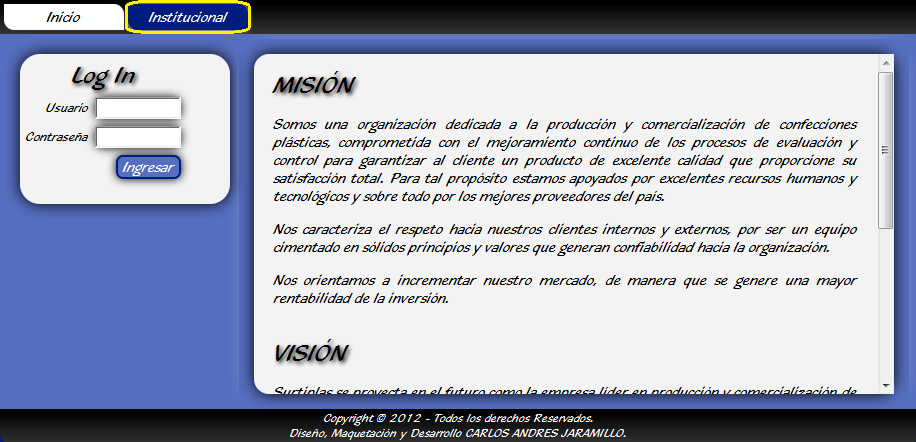 Inicio
Institucional
Log In
Usuario
Contraseña
Ingresar
MISIÓN
Somos una organización dedicada a la producción y comercialización de confecciones
plásticas, comprometida con el mejoramiento continuo de los procesos de evaluación y
control para garantizar al cliente un producto de excelente calidad que proporcione su
satisfacción total. Para tal propósito estamos apoyados por excelentes recursos humanos y
tecnológicos y sobre todo por los mejores proveedores del país.
Nos caracteriza el respeto hacia nuestros clientes internos y externos, por ser un equipo
cimentado en sólidos principios y valores que generan confiabilidad hacia la organización.
Nos orientamos a incrementar nuestro mercado, de manera que se genere una mayor
rentabilidad de la inversión.
VISIÓN
Surtiplas se proyecta en el futuro como la empresa líder en producción y comercialización de
Copyright © 2012 - Todos los derechos Reservados.
Diseño, Maquetación y Desarrollo CARLOS ANDRES JARAMILLO.